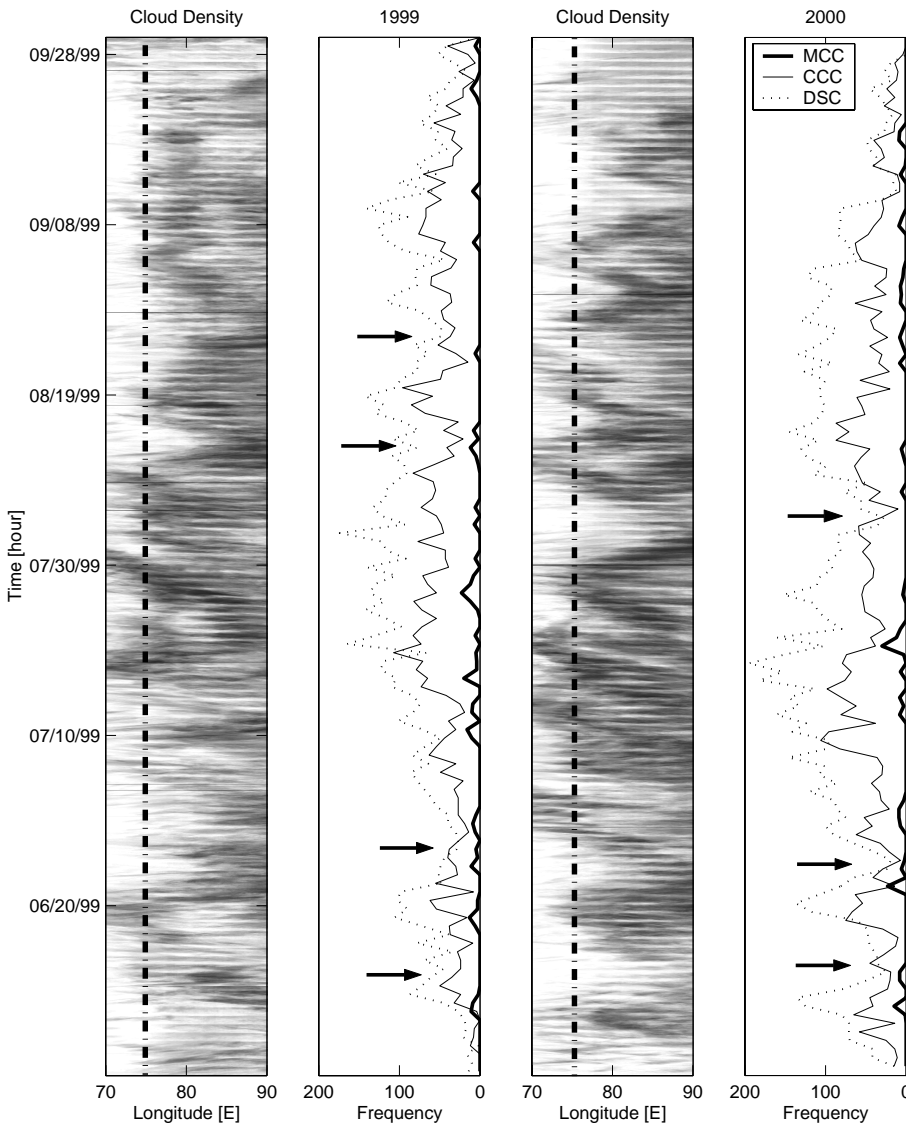 Cloud Density
1999
Cloud Density
2000
MCC
CCC
DSC
09/28/99
09/08/99
08/19/99
07/30/99
07/10/99
06/20/99
Time [hour]
70 80 90
200 100 0
70 80 90
200 100 0
Longitude [E]
Frequency
Longitude [E]
Frequency